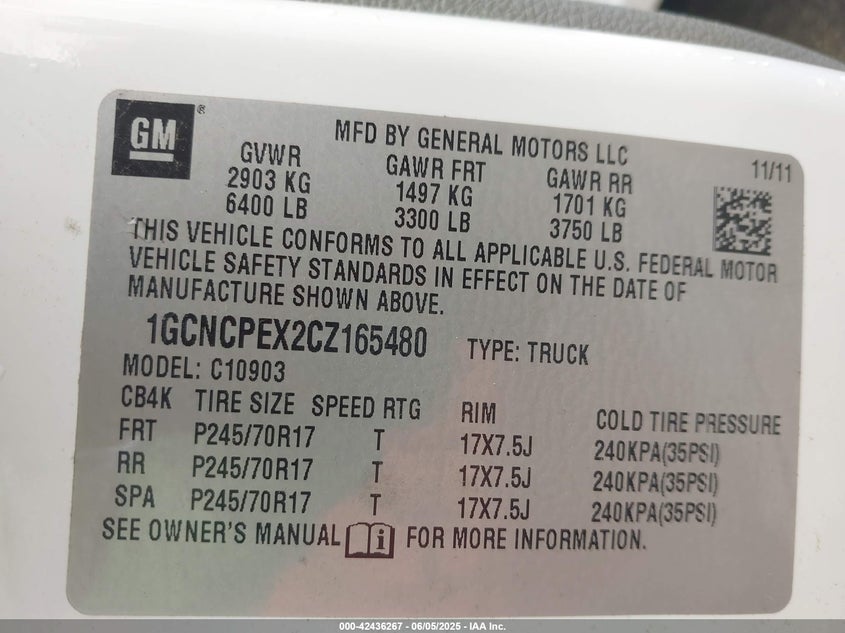 GM®
MFD BY GENERAL MOTORS LLC
11/11
GVWR GAWR FRT GAWR RR
2903 KG 1497 KG 1701 KG
6400 LB 3300 LB 3750 LB
THIS VEHICLE CONFORMS TO ALL APPLICABLE U.S. FEDERAL MOTOR
VEHICLE SAFETY STANDARDS IN EFFECT ON THE DATE OF
MANUFACTURE SHOWN ABOVE.
1GCNCPEX2CZ165480 TYPE: TRUCK
MODEL: C10903
CB4K TIRE SIZE SPEED RTG RIM COLD TIRE PRESSURE
FRT P245/70R17 T 17X7.5J 240KPA(35PSI)
RR P245/70R17 T 17X7.5J 240KPA(35PSI)
SPA P245/70R17 T 17X7.5J 240KPA(35PSI)
SEE OWNER'S MANUAL i FOR MORE INFORMATION.
000-42436267 - 06/05/2025 - IAA Inc.